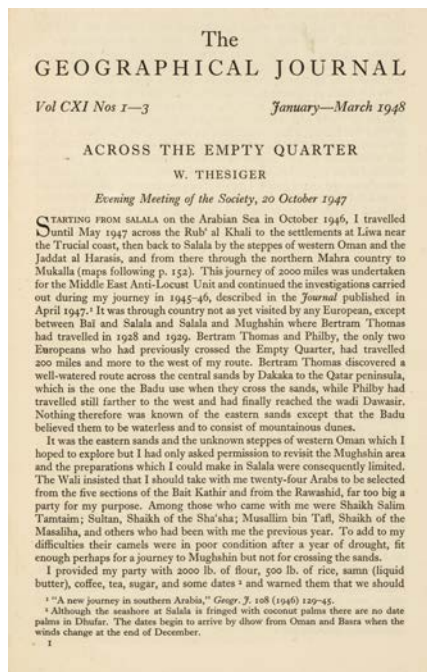 The
GEOGRAPHICAL JOURNAL
Vol CXI Nos 1—3 January—March 1948
ACROSS THE EMPTY QUARTER
W. THESIGER
Evening Meeting of the Society, 20 October 1947
STARTING FROM SALALA on the Arabian Sea in October 1946, I travelled
until May 1947 across the Rub' al Khali to the settlements at Liwa near
the Trucial coast, then back to Salala by the steppes of western Oman and the
Jaddat al Harasis, and from there through the northern Mahra country to
Mukalla (maps following p. 152). This journey of 2000 miles was undertaken
for the Middle East Anti-Locust Unit and continued the investigations carried
out during my journey in 1945–46, described in the Journal published in
April 1947.¹ It was through country not as yet visited by any European, except
between Bai and Salala and Salala and Mughshin where Bertram Thomas
had travelled in 1928 and 1929. Bertram Thomas and Philby, the only two
Europeans who had previously crossed the Empty Quarter, had travelled
200 miles and more to the west of my route. Bertram Thomas discovered a
well-watered route across the central sands by Dakaka to the Qatar peninsula,
which is the one the Badu use when they cross the sands, while Philby had
travelled still farther to the west and had finally reached the wadi Dawasir.
Nothing therefore was known of the eastern sands except that the Badu
believed them to be waterless and to consist of mountainous dunes.
It was the eastern sands and the unknown steppes of western Oman which I
hoped to explore but I had only asked permission to revisit the Mughshin area
and the preparations which I could make in Salala were consequently limited.
The Wali insisted that I should take with me twenty-four Arabs to be selected
from the five sections of the Bait Kathir and from the Rawashid, far too big a
party for my purpose. Among those who came with me were Shaikh Salim
Tamtaim; Sultan, Shaikh of the Sha'sha; Musallim bin Tafl, Shaikh of the
Masaliha, and others who had been with me the previous year. To add to my
difficulties their camels were in poor condition after a year of drought, fit
enough perhaps for a journey to Mughshin but not for crossing the sands.
I provided my party with 2000 lb. of flour, 500 lb. of rice, samn (liquid
butter), coffee, tea, sugar, and some dates ² and warned them that we should
¹ "A new journey in southern Arabia," Geogr. J. 108 (1946) 129–45.
² Although the seashore at Salala is fringed with coconut palms there are no date
palms in Dhufar. The dates begin to arrive by dhow from Oman and Basra when the
winds change at the end of December.
1